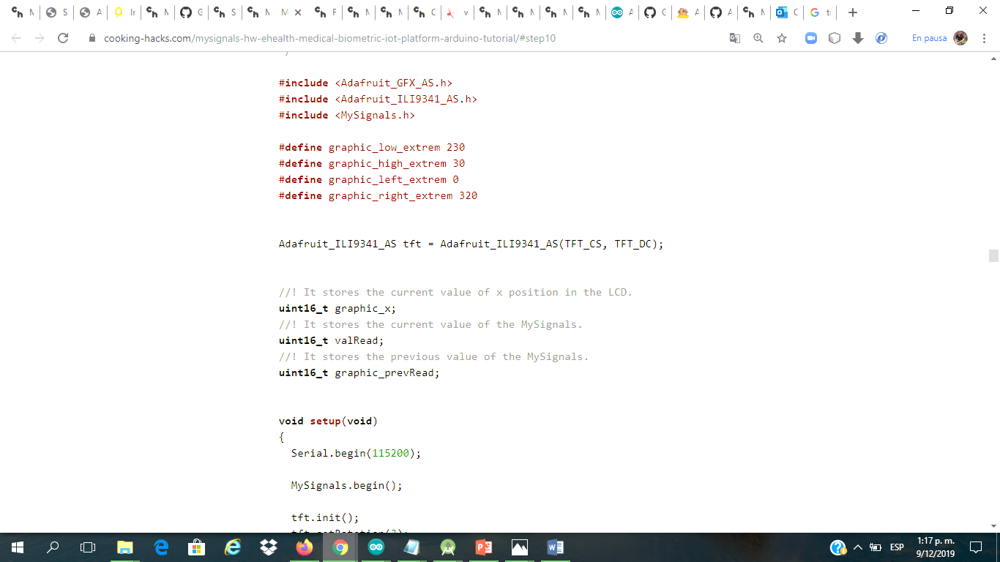 cooking-hacks.com/mysignals-hw-ehealth-medical-biometric-iot-platform-arduino-tutorial/#step10
En pausa
#include <Adafruit_GFX_AS.h>
#include <Adafruit_ILI9341_AS.h>
#include <MySignals.h>
#define graphic_low_extrem 230
#define graphic_high_extrem 30
#define graphic_left_extrem 0
#define graphic_right_extrem 320
Adafruit_ILI9341_AS tft = Adafruit_ILI9341_AS(TFT_CS, TFT_DC);
//! It stores the current value of x position in the LCD.
uint16_t graphic_x;
//! It stores the current value of the MySignals.
uint16_t valRead;
//! It stores the previous value of the MySignals.
uint16_t graphic_prevRead;
void setup(void)
{
Serial.begin(115200);
MySignals.begin();
tft.init();
ESP
1:17 p. m.
9/12/2019